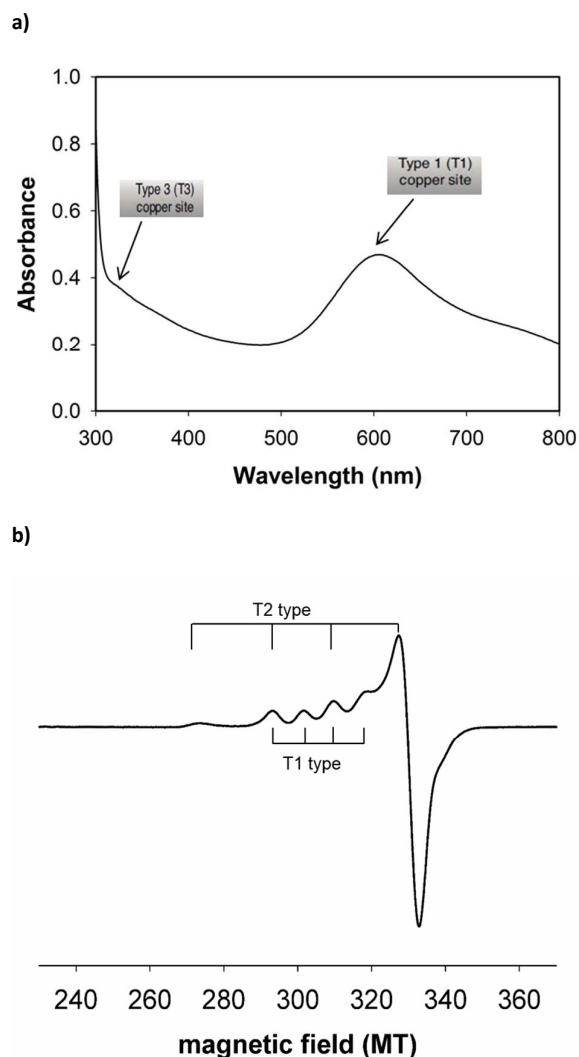 a)
1.0
0.8
0.6
0.4
0.2
0.0
Absorbance
Type 3 (T3)
copper site
Type 1 (T1)
copper site
300 400 500 600 700 800
Wavelength (nm)
b)
T2 type
T1 type
240 260 280 300 320 340 360
magnetic field (MT)